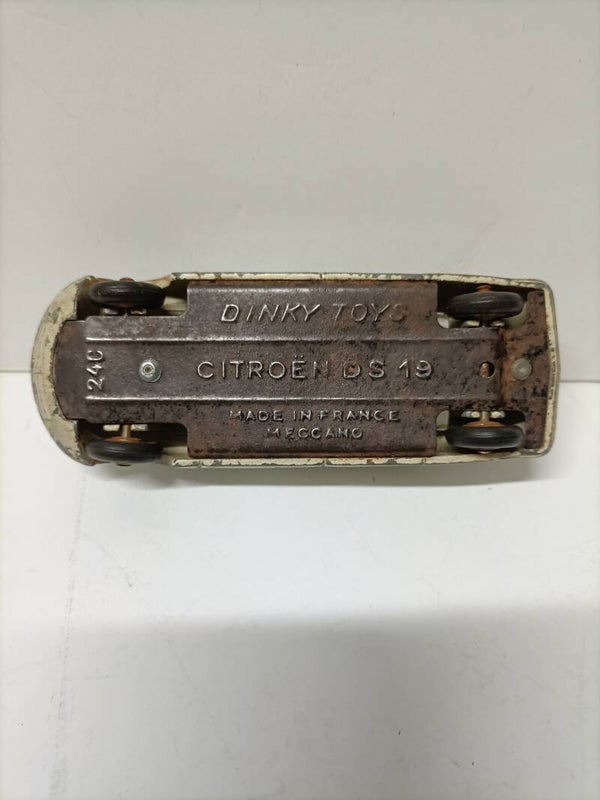 DINKY TOYS
CITROËN DS 19
MADE IN FRANCE
MECCANO
24C